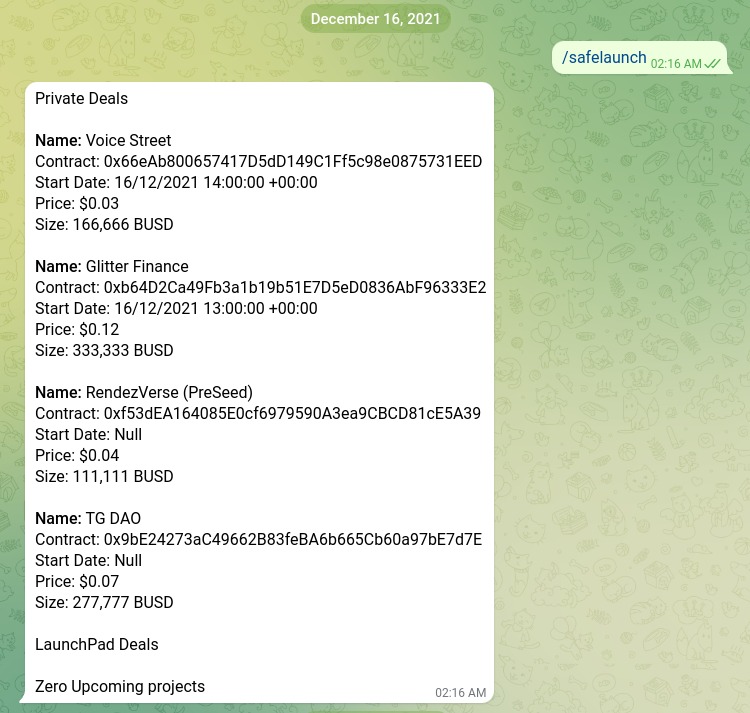 December 16, 2021
/safelaunch 02:16 AM
Private Deals
Name: Voice Street
Contract: 0x66eAb800657417D5dD149C1Ff5c98e0875731EED
Start Date: 16/12/2021 14:00:00 +00:00
Price: $0.03
Size: 166,666 BUSD
Name: Glitter Finance
Contract: 0xb64D2Ca49Fb3a1b19b51E7D5eD0836AbF96333E2
Start Date: 16/12/2021 13:00:00 +00:00
Price: $0.12
Size: 333,333 BUSD
Name: RendezVerse (PreSeed)
Contract: 0xf53dEA164085E0cf6979590A3ea9CBCD81cE5A39
Start Date: Null
Price: $0.04
Size: 111,111 BUSD
Name: TG DAO
Contract: 0x9bE24273aC49662B83feBA6b665Cb60a97bE7d7E
Start Date: Null
Price: $0.07
Size: 277,777 BUSD
LaunchPad Deals
Zero Upcoming projects
02:16 AM